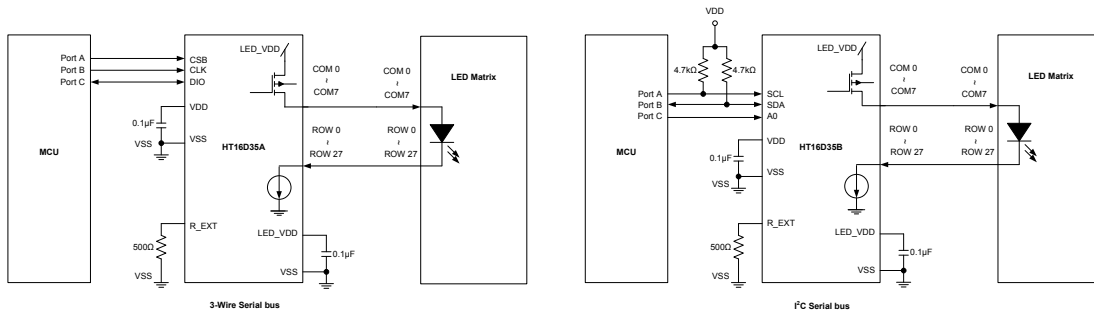 LED_VDD
Port A
CSB
Port B
CLK
Port C
DIO
COM 0
~
COM7
COM 0
~
COM7
LED Matrix
VDD
0.1μF
VSS
VSS
MCU
HT16D35A
ROW 0
~
ROW 27
ROW 0
~
ROW 27
R_EXT
500Ω
VSS
LED_VDD
0.1μF
VSS
3-Wire Serial bus
VDD
4.7kΩ
4.7kΩ
LED_VDD
Port A
SCL
Port B
SDA
Port C
A0
COM 0
~
COM7
COM 0
~
COM7
LED Matrix
VDD
0.1μF
VSS
VSS
MCU
HT16D35B
ROW 0
~
ROW 27
ROW 0
~
ROW 27
R_EXT
500Ω
VSS
LED_VDD
0.1μF
VSS
I²C Serial bus